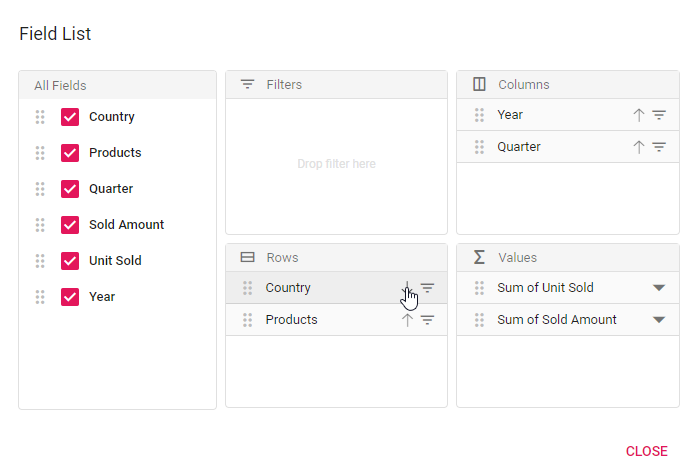 Field List
All Fields
Country
Products
Quarter
Sold Amount
Unit Sold
Year
Filters
Drop filter here
Columns
Year
Quarter
Rows
Country
Products
Values
Sum of Unit Sold
Sum of Sold Amount
CLOSE